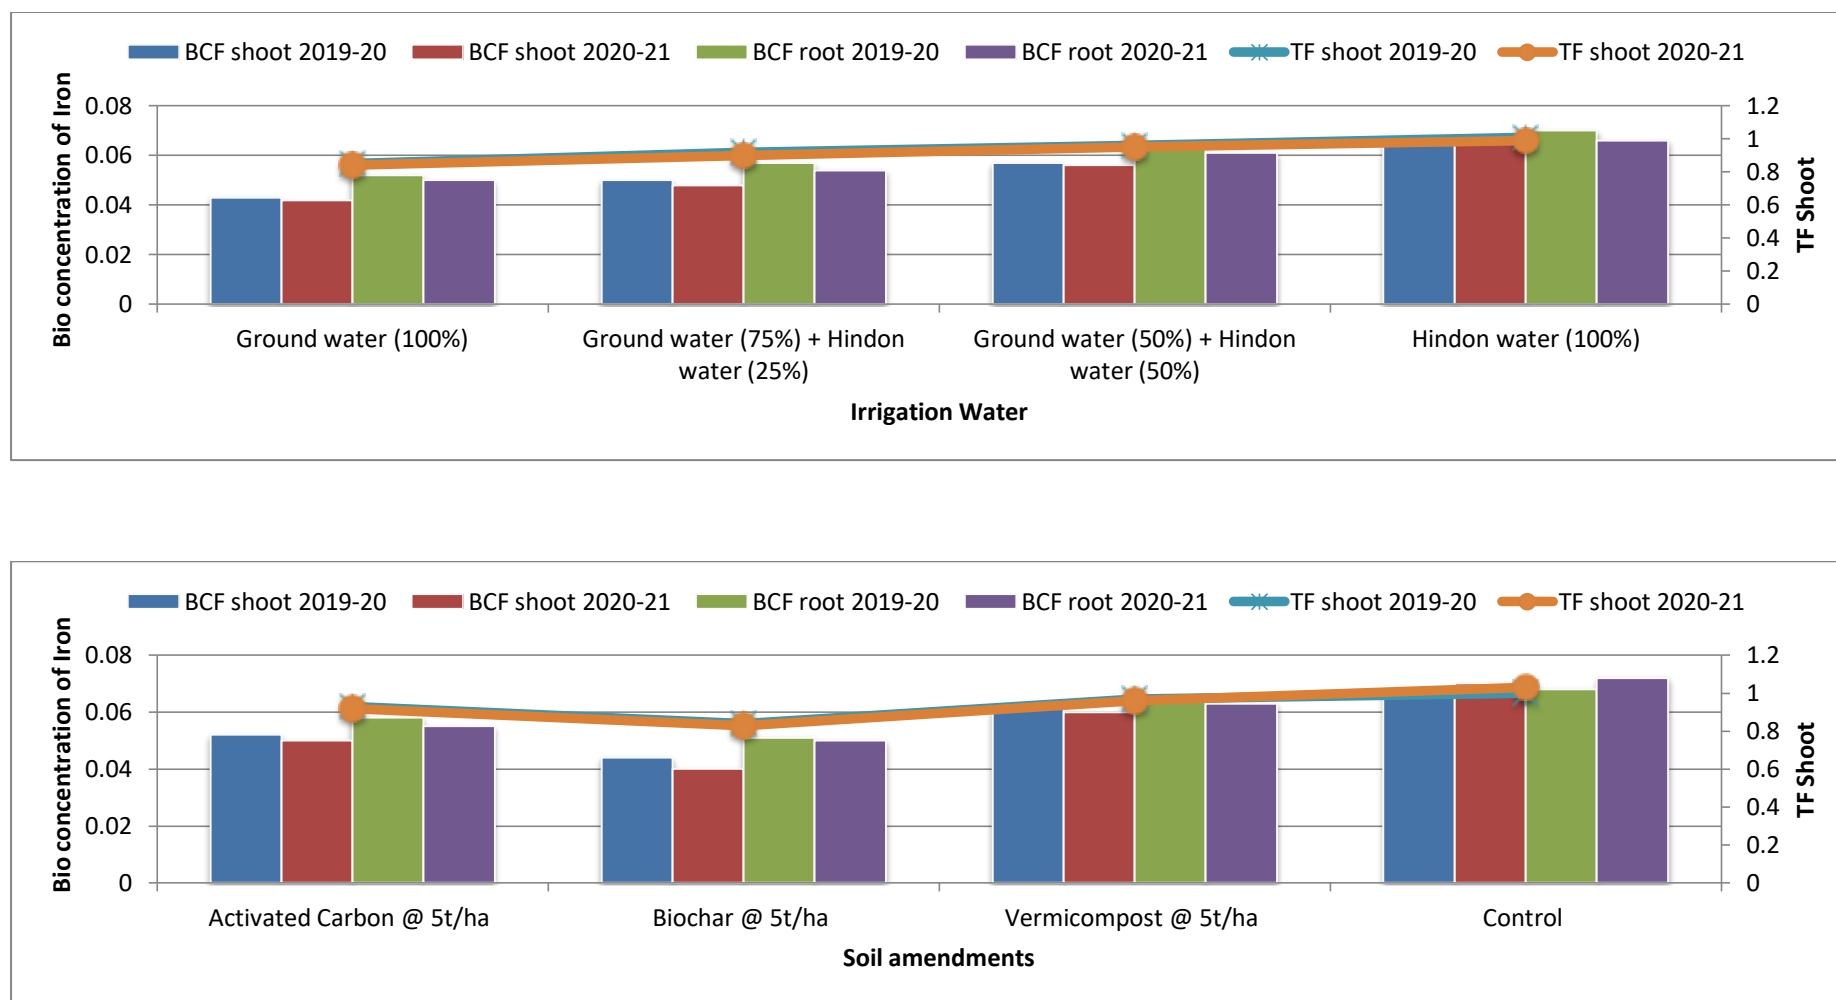 BCF shoot 2019-20 BCF shoot 2020-21 BCF root 2019-20 BCF root 2020-21 TF shoot 2019-20 TF shoot 2020-21
Bio concentration of Iron
0.08
0.06
0.04
0.02
0
1.2
1
0.8
0.6
0.4
0.2
0
TF Shoot
Ground water (100%)
Ground water (75%) + Hindon
water (25%)
Ground water (50%) + Hindon
water (50%)
Hindon water (100%)
Irrigation Water
BCF shoot 2019-20 BCF shoot 2020-21 BCF root 2019-20 BCF root 2020-21 TF shoot 2019-20 TF shoot 2020-21
Bio concentration of Iron
0.08
0.06
0.04
0.02
0
1.2
1
0.8
0.6
0.4
0.2
0
TF Shoot
Activated Carbon @ 5t/ha
Biochar @ 5t/ha
Vermicompost @ 5t/ha
Control
Soil amendments